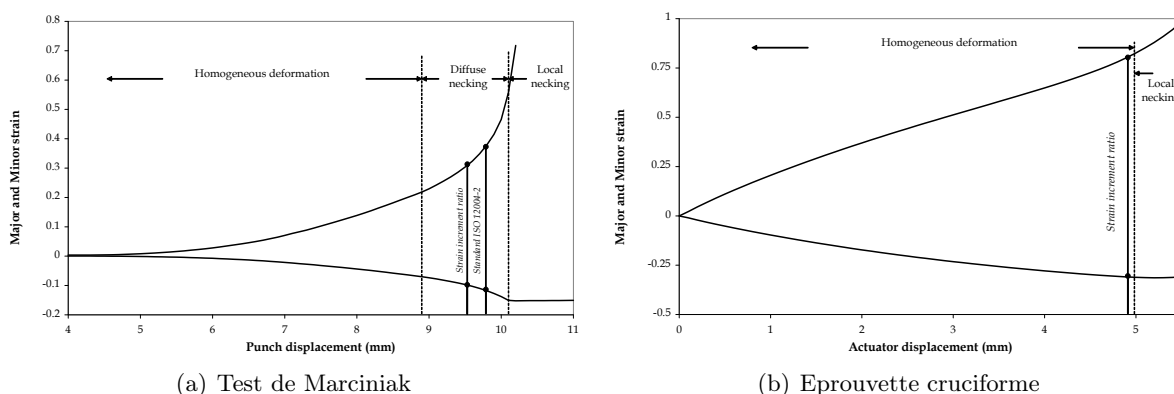 0.8
0.7
0.6
0.5
0.4
0.3
0.2
0.1
0
-0.1
-0.2
Major and Minor strain
Homogeneous deformation
Diffuse
necking
Local
necking
Strain increment ratio
Standard ISO 12004-2
4 5 6 7 8 9 10 11
Punch displacement (mm)
(a) Test de Marciniak
1
0.75
0.5
0.25
0
-0.25
-0.5
Major and Minor strain
Homogeneous deformation
Local
necking
Strain increment ratio
0 1 2 3 4 5
Actuator displacement (mm)
(b) Eprouvette cruciforme